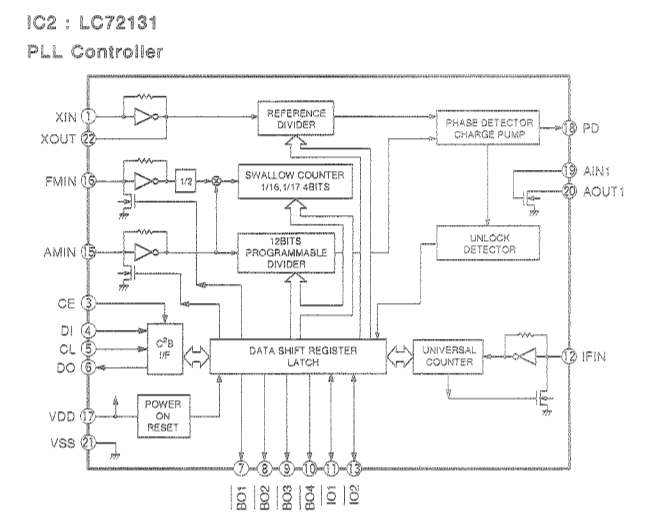 IC2 : LC72131
PLL Controller
XIN 1
XOUT 22
FMIN 16
AMIN 15
CE 3
DI 4
CL 5
DO 6
VDD 17
VSS 21
REFERENCE
DIVIDER
PHASE DETECTOR
CHARGE PUMP
18 PD
19 AIN1
20 AOUT1
1/2
SWALLOW COUNTER
1/16,1/17 4BITS
12BITS
PROGRAMMABLE
DIVIDER
UNLOCK
DETECTOR
C²B
I/F
DATA SHIFT REGISTER
LATCH
UNIVERSAL
COUNTER
12 IFIN
POWER
ON
RESET
7 8 9 10 11 13
BO1 BO2 BO3 BO4 IO1 IO2